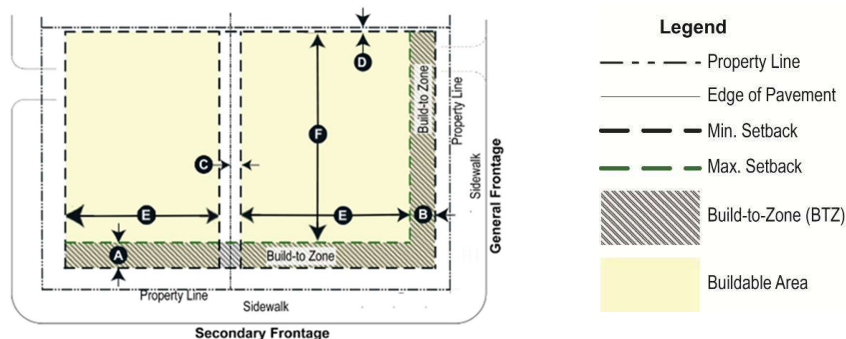 D
Build-to Zone
Property Line
F
C
Sidewalk
General Frontage
E
E
B
A
Build-to Zone
Property Line
Sidewalk
Secondary Frontage
Legend
Property Line
Edge of Pavement
Min. Setback
Max. Setback
Build-to-Zone (BTZ)
Buildable Area